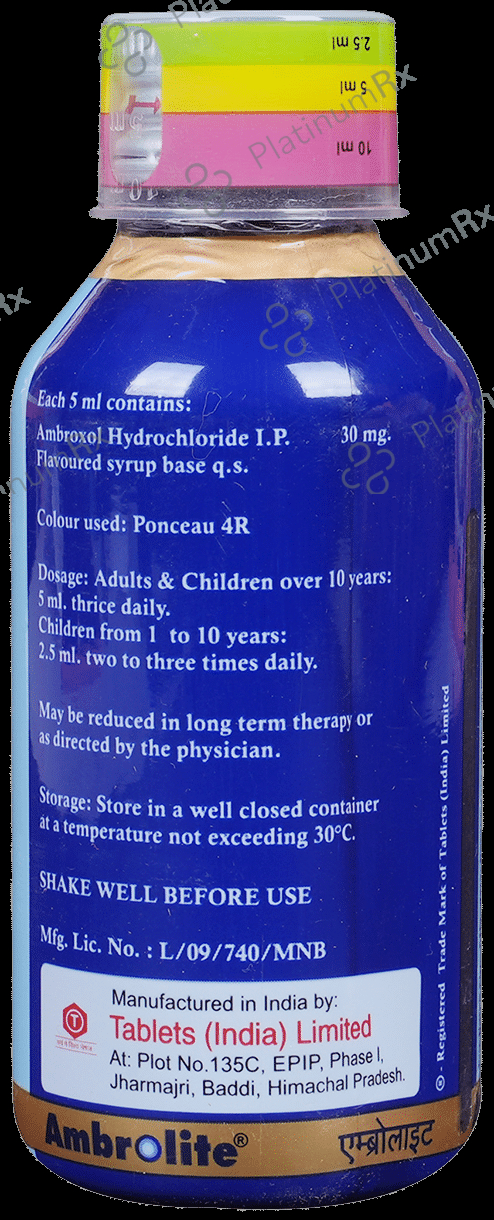 2.5 ml
5 ml
10 ml
PlatinumRx
PlatinumRx
PlatinumRx
PlatinumRx
Each 5 ml contains:
Ambroxol Hydrochloride I.P. 30 mg.
Flavoured syrup base q.s.
Colour used: Ponceau 4R
Dosage: Adults & Children over 10 years:
5 ml. thrice daily.
Children from 1 to 10 years:
2.5 ml. two to three times daily.
May be reduced in long term therapy or
as directed by the physician.
Storage: Store in a well closed container
at a temperature not exceeding 30°C.
SHAKE WELL BEFORE USE
Mfg. Lic. No. : L/09/740/MNB
® - Registered Trade Mark of Tablets (India) Limited
Manufactured in India by:
Tablets (India) Limited
At: Plot No.135C, EPIP, Phase I,
Jharmajri, Baddi, Himachal Pradesh.
Ambrolite®
एम्ब्रोलाइट